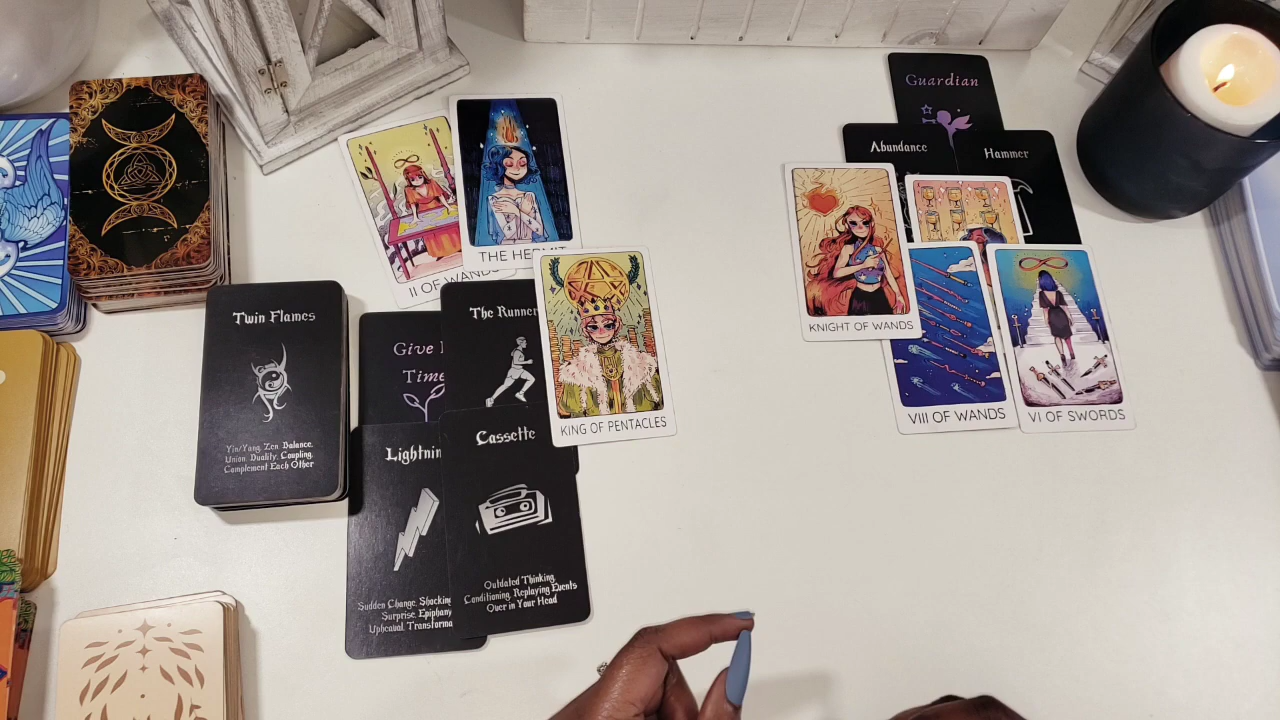 Guardian
Abundance
Hammer
KNIGHT OF WANDS
VIII OF WANDS
VI OF SWORDS
THE HERMIT
II OF WANDS
KING OF PENTACLES
Twin Flames
Yin/Yang, Zen, Balance,
Union, Duality, Coupling,
Complement Each Other
Give
Time
The Runner
Lightnin
Sudden Change, Shocking
Surprise, Epiphany
Upheaval, Transforma
Cassette
Outdated Thinking,
Conditioning, Replaying Events
Over in Your Head